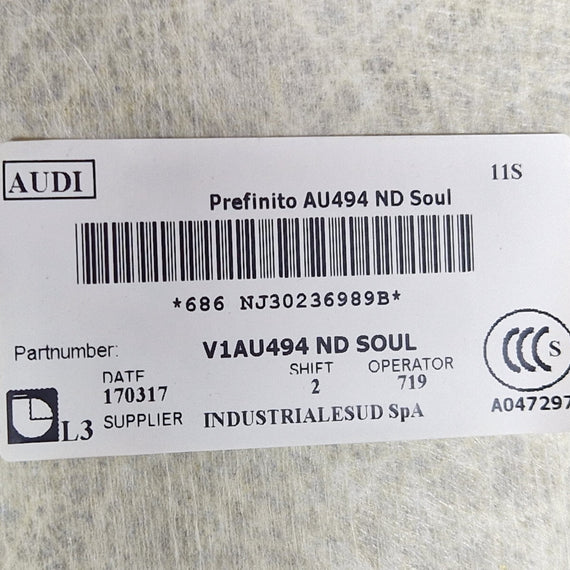 AUDI
11S
Prefinito AU494 ND Soul
*686 NJ30236989B*
Partnumber: V1AU494 ND SOUL
DATE SHIFT OPERATOR
170317 2 719
L3 SUPPLIER INDUSTRIALESUD SpA
CCC S
A047297